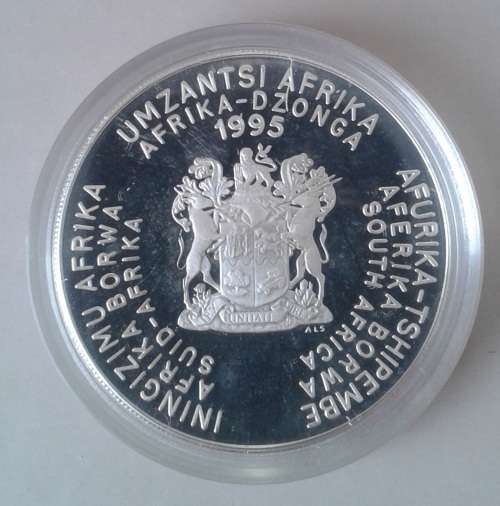 UMZANTSI AFRIKA
AFRIKA-DZONGA
1995
AFURIKA-TSHIPEMBE
AFERIKA BORWA
SOUTH AFRICA
ININGIZIMU AFRIKA
AFRIKA BORWA
SUID-AFRIKA
ALS